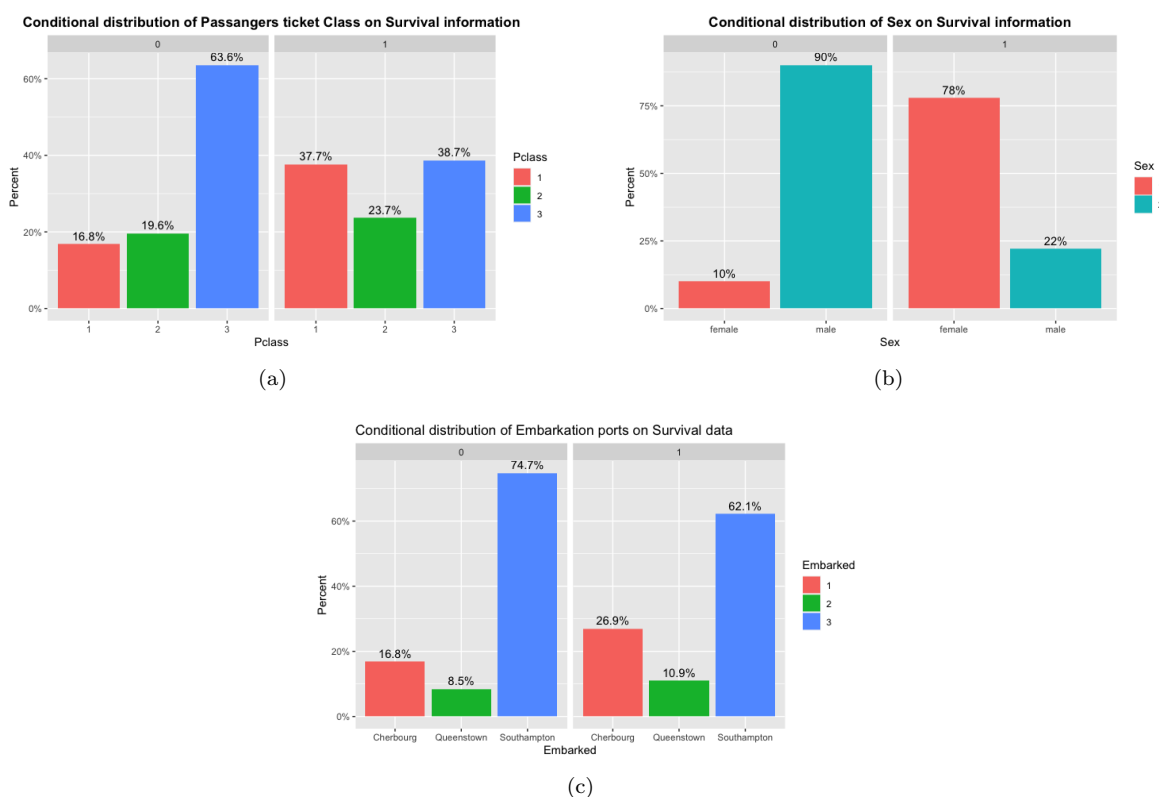 Conditional distribution of Passangers ticket Class on Survival information
0 1
63.6%
60%
40%
37.7%
38.7%
23.7%
20%
19.6%
16.8%
0%
1 2 3 1 2 3
Percent
Pclass
Pclass
1
2
3
(a)
Conditional distribution of Sex on Survival information
0 1
90%
78%
75%
50%
25%
22%
10%
0%
female male female male
Percent
Sex
Sex
(b)
Conditional distribution of Embarkation ports on Survival data
0 1
74.7%
62.1%
60%
40%
26.9%
20%
16.8%
10.9%
8.5%
0%
Cherbourg Queenstown Southampton Cherbourg Queenstown Southampton
Percent
Embarked
Embarked
1
2
3
(c)